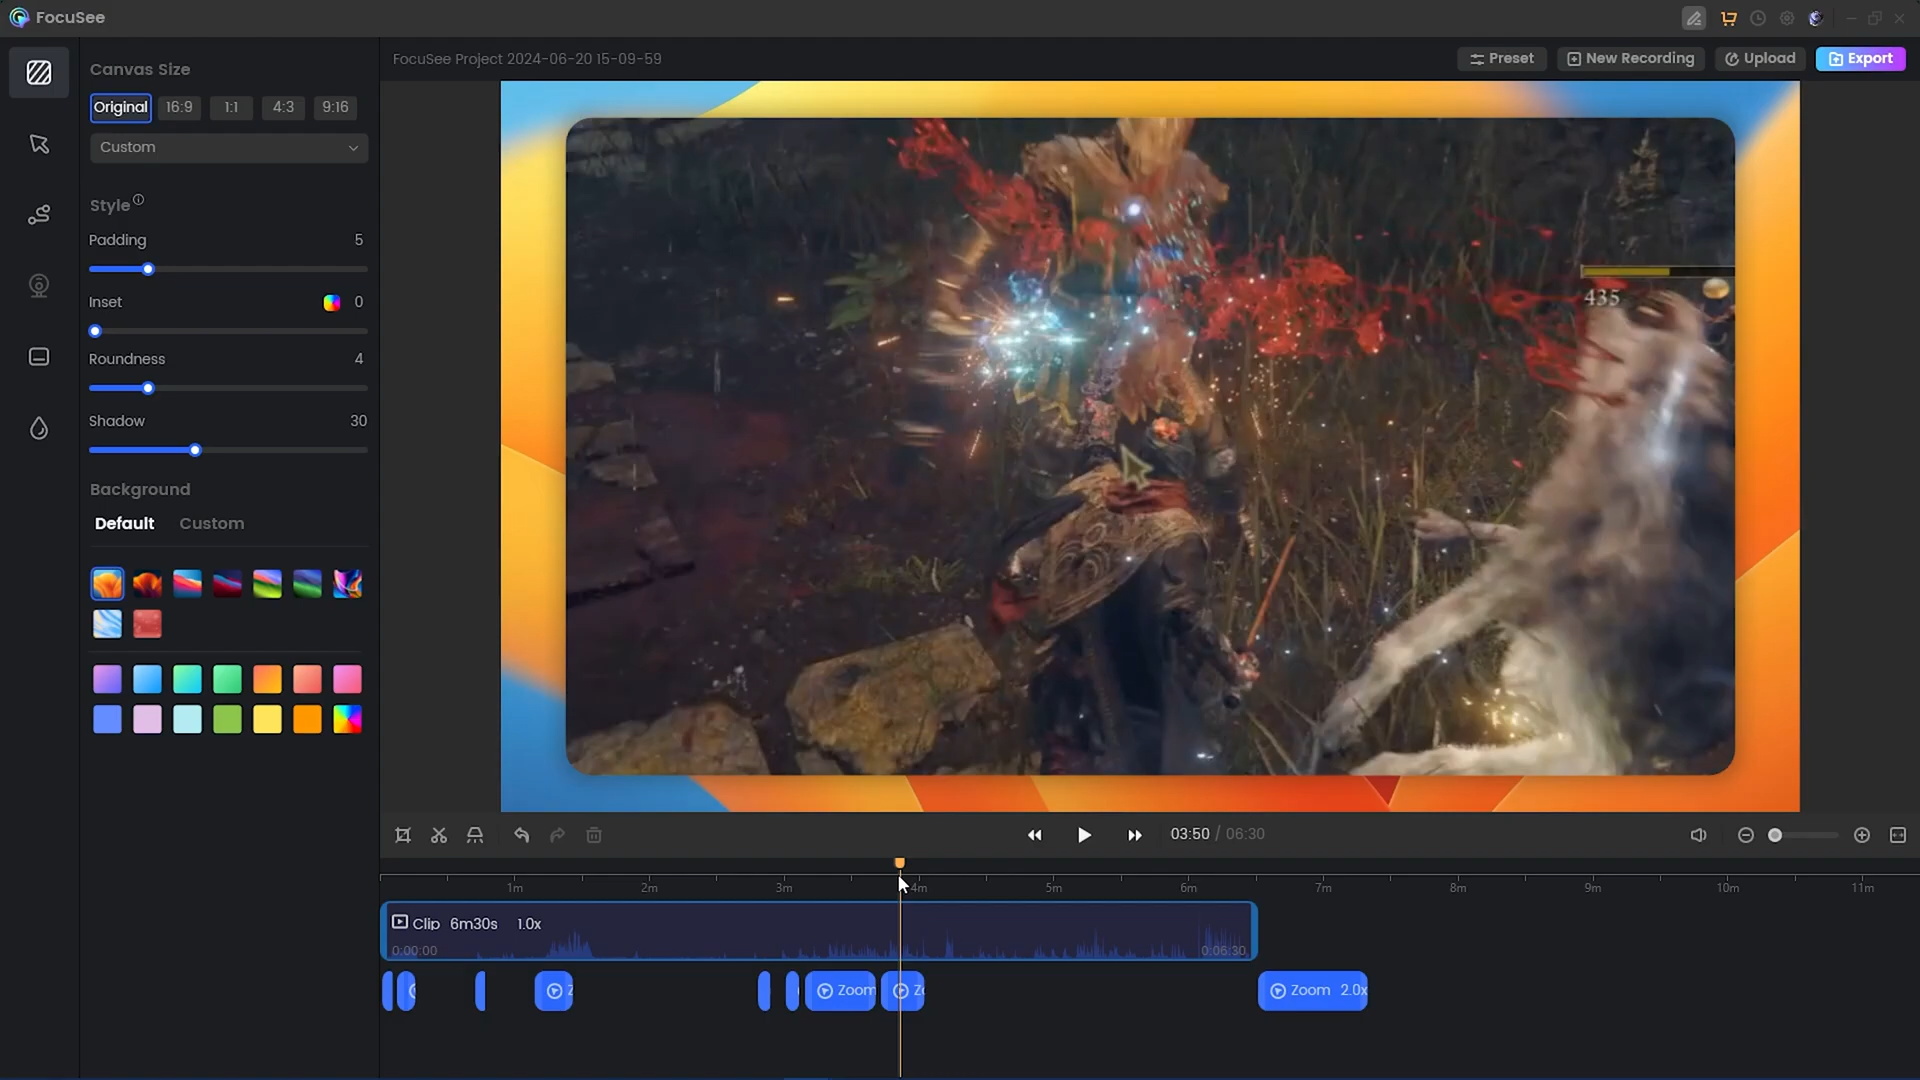 FocuSee
FocuSee Project 2024-06-20 15-09-59
Preset
New Recording
Upload
Export
Canvas Size
Original
16:9
1:1
4:3
9:16
Custom
Style
Padding
5
Inset
0
Roundness
4
Shadow
30
Background
Default
Custom
435
03:50 / 06:30
1m
2m
3m
4m
5m
6m
7m
8m
9m
10m
11m
Clip 6m30s 1.0x
0:00:00
0:06:30
Zoom
Zoom 2.0x